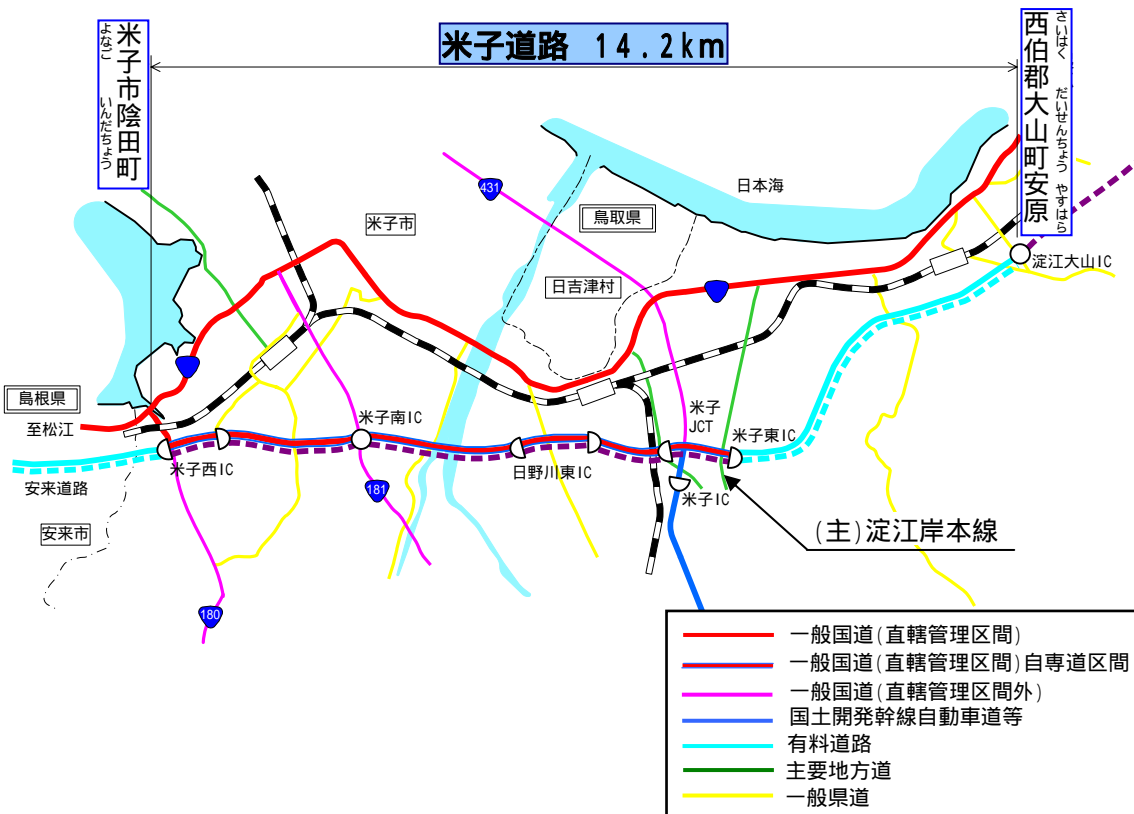 米子道路 14.2km
米子市陰田町
よなご いんだちょう
西伯郡大山町安原
さいはく だいせんちょう やすはら
431
日本海
鳥取県
米子市
日吉津村
淀江大山IC
島根県
至松江
米子南IC
米子
JCT
米子東IC
米子西IC
日野川東IC
安来道路
181
米子IC
安来市
(主)淀江岸本線
180
一般国道(直轄管理区間)
一般国道(直轄管理区間)自専道区間
一般国道(直轄管理区間外)
国土開発幹線自動車道等
有料道路
主要地方道
一般県道